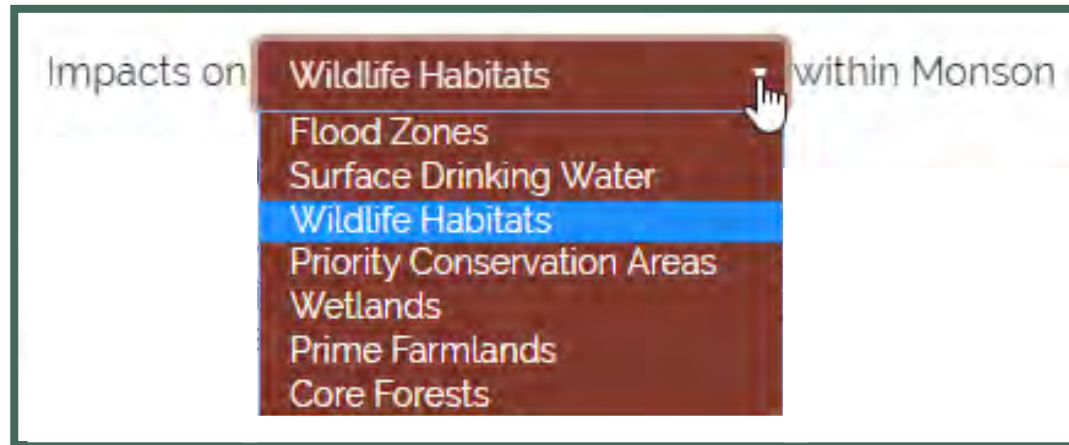 Impacts on Wildlife Habitats within Monson
Flood Zones
Surface Drinking Water
Wildlife Habitats
Priority Conservation Areas
Wetlands
Prime Farmlands
Core Forests